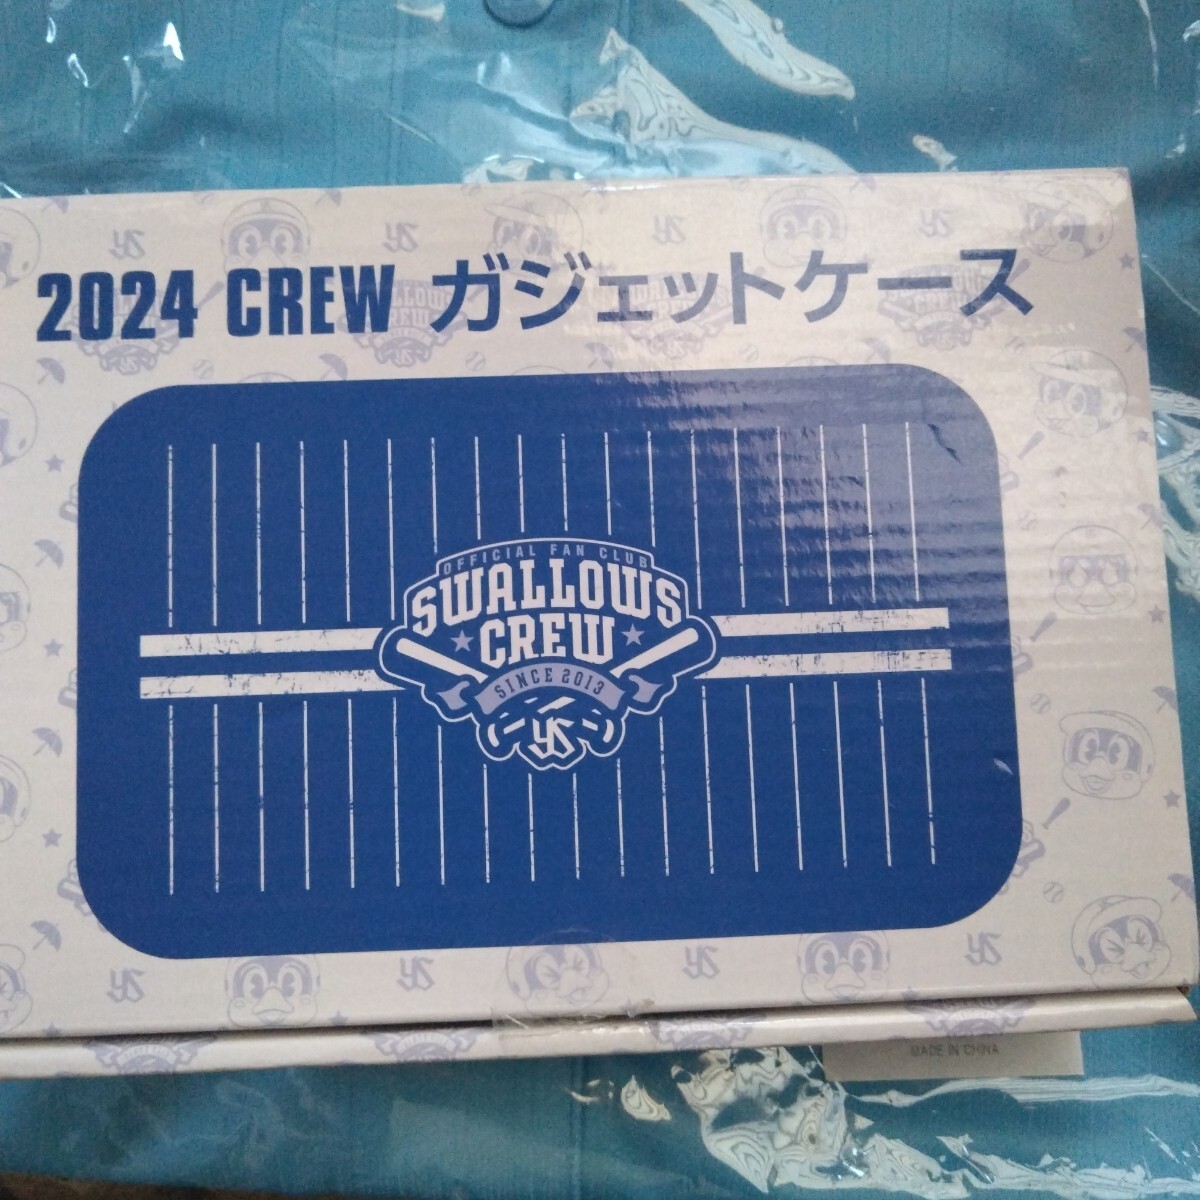 2024 CREW ガジェットケース
OFFICIAL FAN CLUB
SWALLOWS
CREW
SINCE 2013
YS
MADE IN CHINA